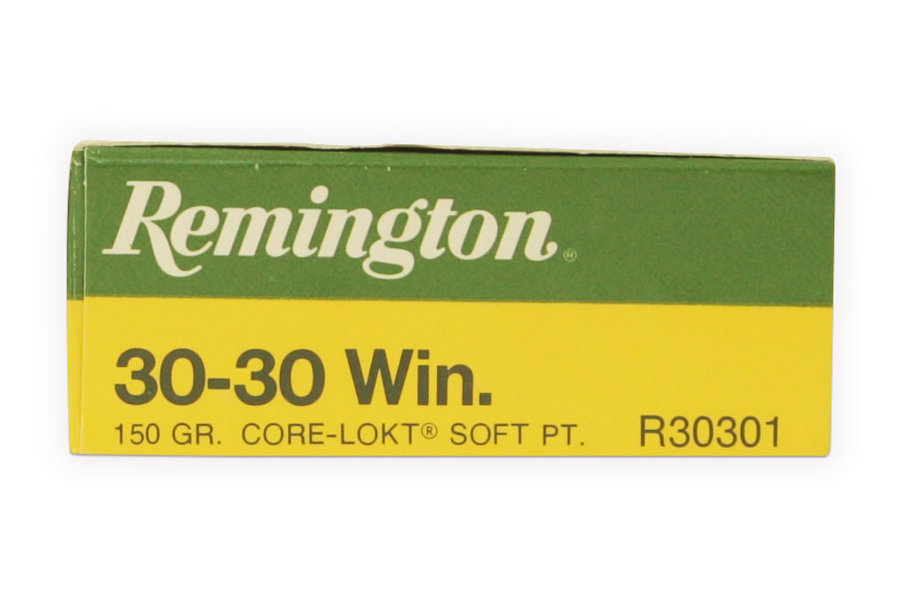 Remington®
30-30 Win.
150 GR. CORE-LOKT® SOFT PT. R30301